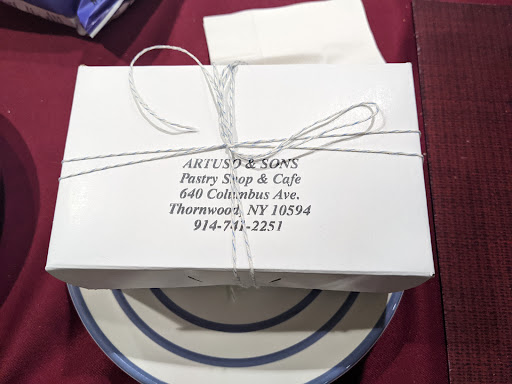 ARTUSO & SONS
Pastry Shop & Cafe
640 Columbus Ave.
Thornwood, NY 10594
914-741-2251